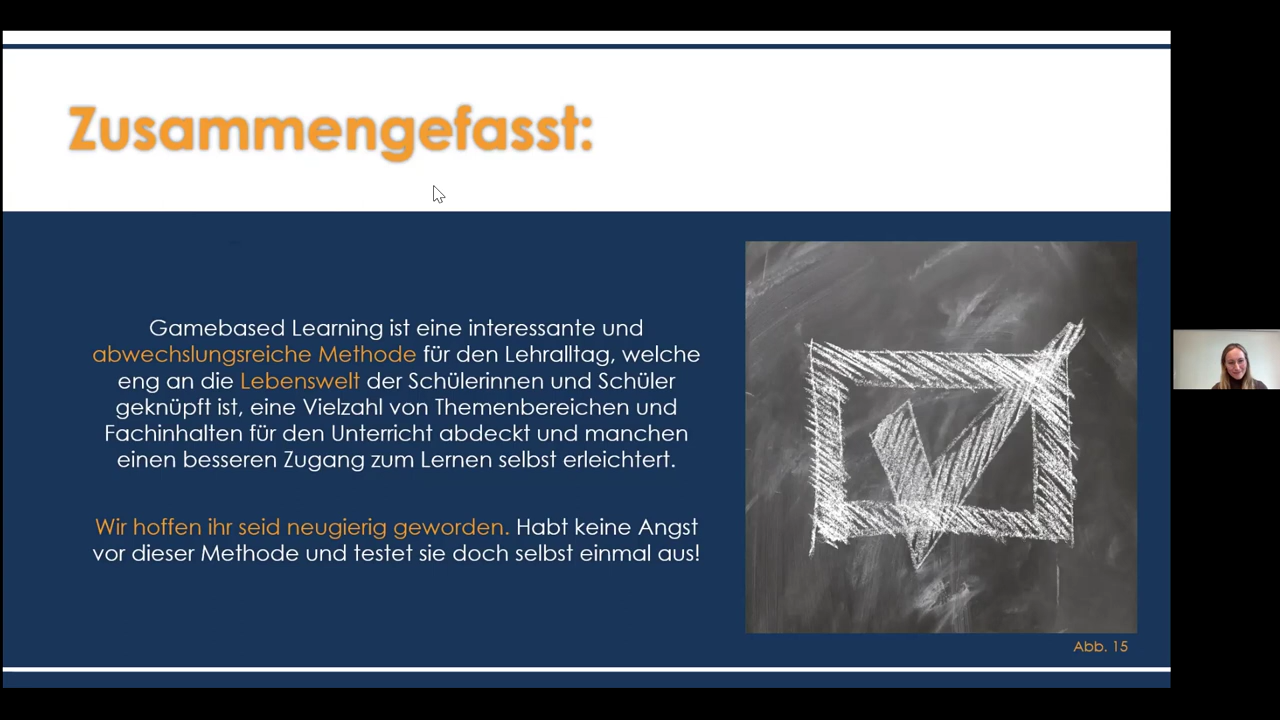 Zusammengefasst:
Gamebased Learning ist eine interessante und
abwechslungsreiche Methode für den Lehralltag, welche
eng an die Lebenswelt der Schülerinnen und Schüler
geknüpft ist, eine Vielzahl von Themenbereichen und
Fachinhalten für den Unterricht abdeckt und manchen
einen besseren Zugang zum Lernen selbst erleichtert.
Wir hoffen ihr seid neugierig geworden. Habt keine Angst
vor dieser Methode und testet sie doch selbst einmal aus!
Abb. 15